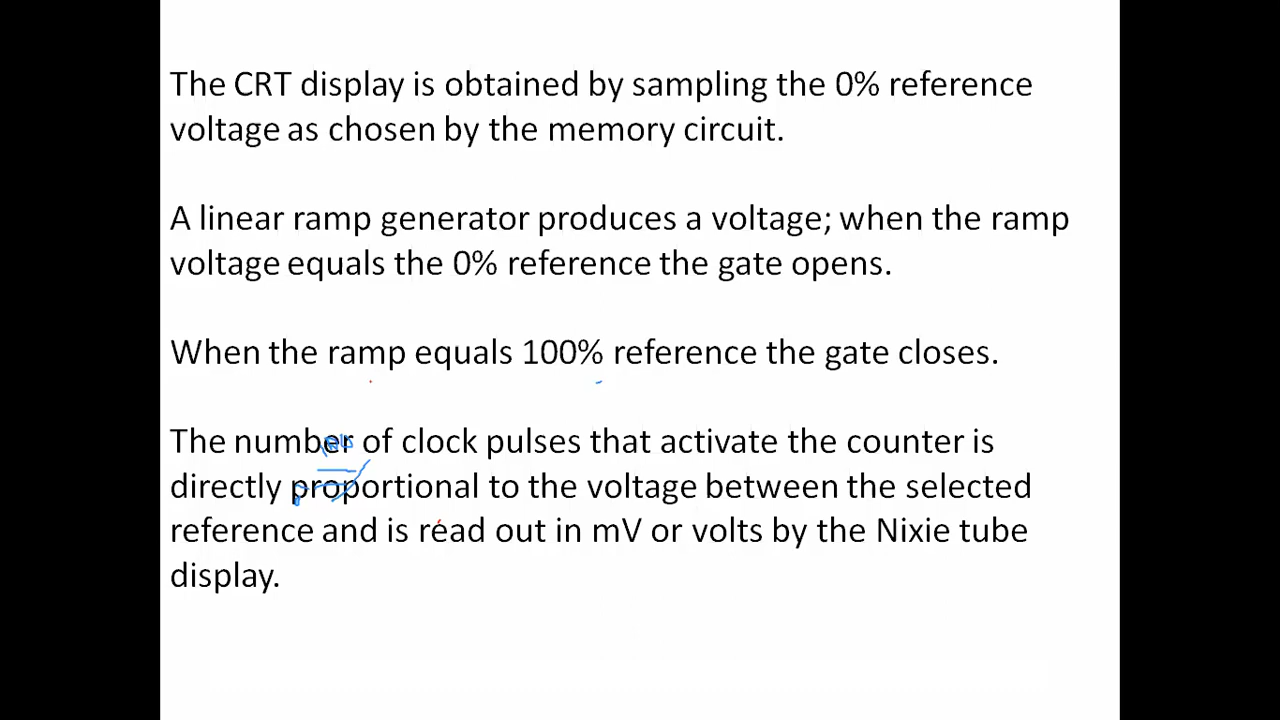 The CRT display is obtained by sampling the 0% reference
voltage as chosen by the memory circuit.
A linear ramp generator produces a voltage; when the ramp
voltage equals the 0% reference the gate opens.
When the ramp equals 100% reference the gate closes.
The number of clock pulses that activate the counter is
directly proportional to the voltage between the selected
reference and is read out in mV or volts by the Nixie tube
display.